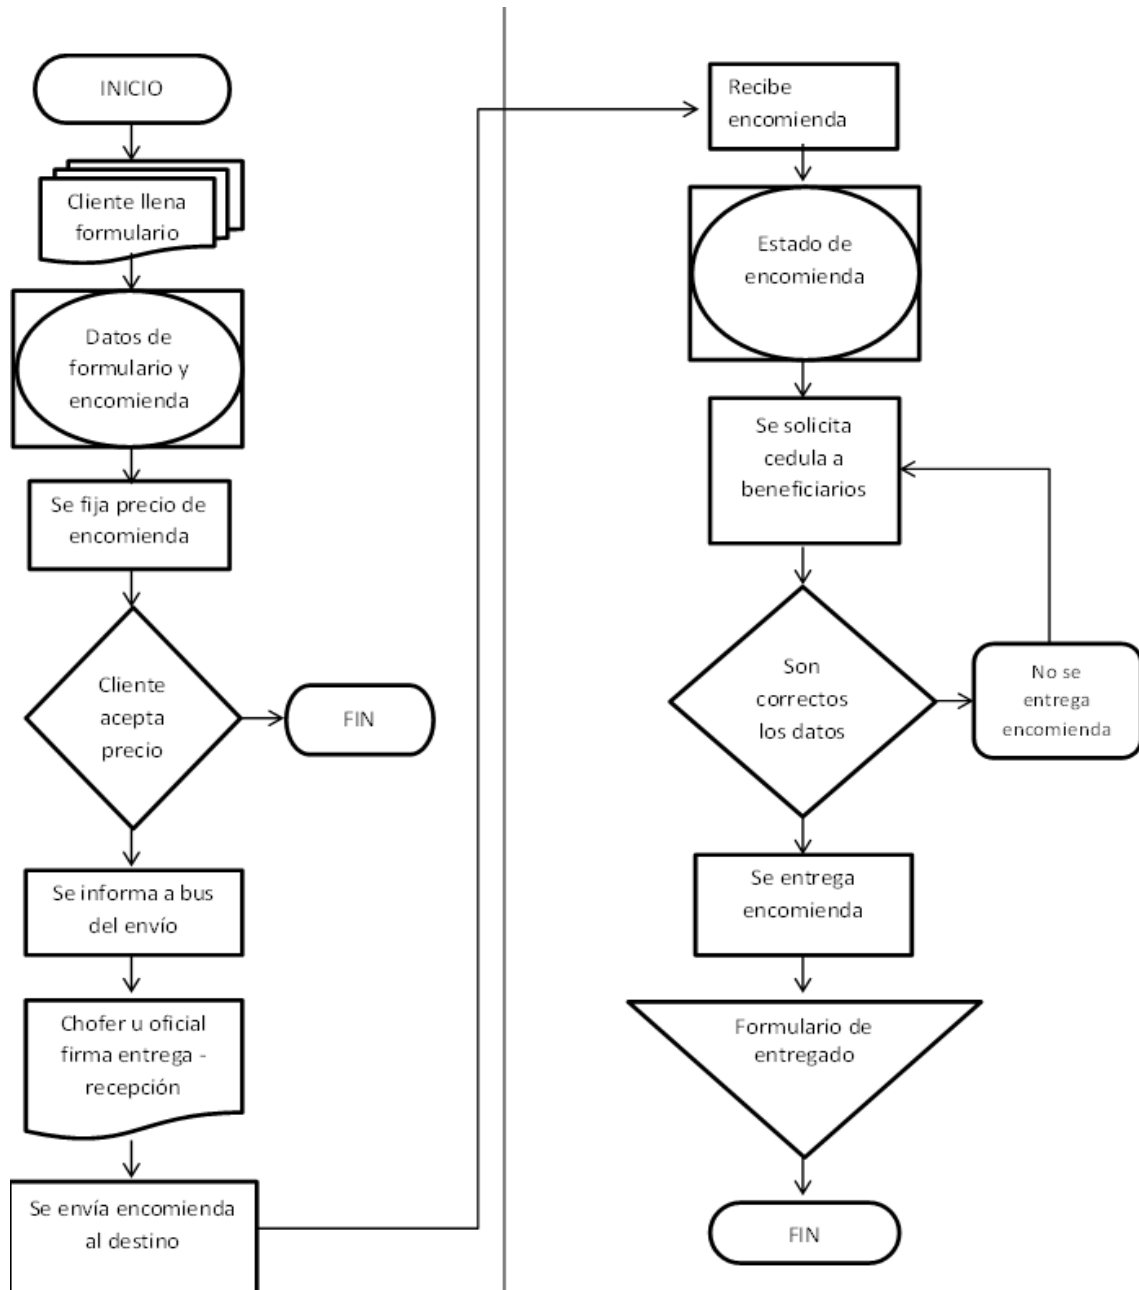 INICIO
Cliente llena
formulario
Datos de
formulario y
encomienda
Se fija precio de
encomienda
Cliente
acepta
precio
FIN
Se informa a bus
del envío
Chofer u oficial
firma entrega -
recepción
Se envía encomienda
al destino
Recibe
encomienda
Estado de
encomienda
Se solicita
cedula a
beneficiarios
Son
correctos
los datos
No se
entrega
encomienda
Se entrega
encomienda
Formulario de
entregado
FIN